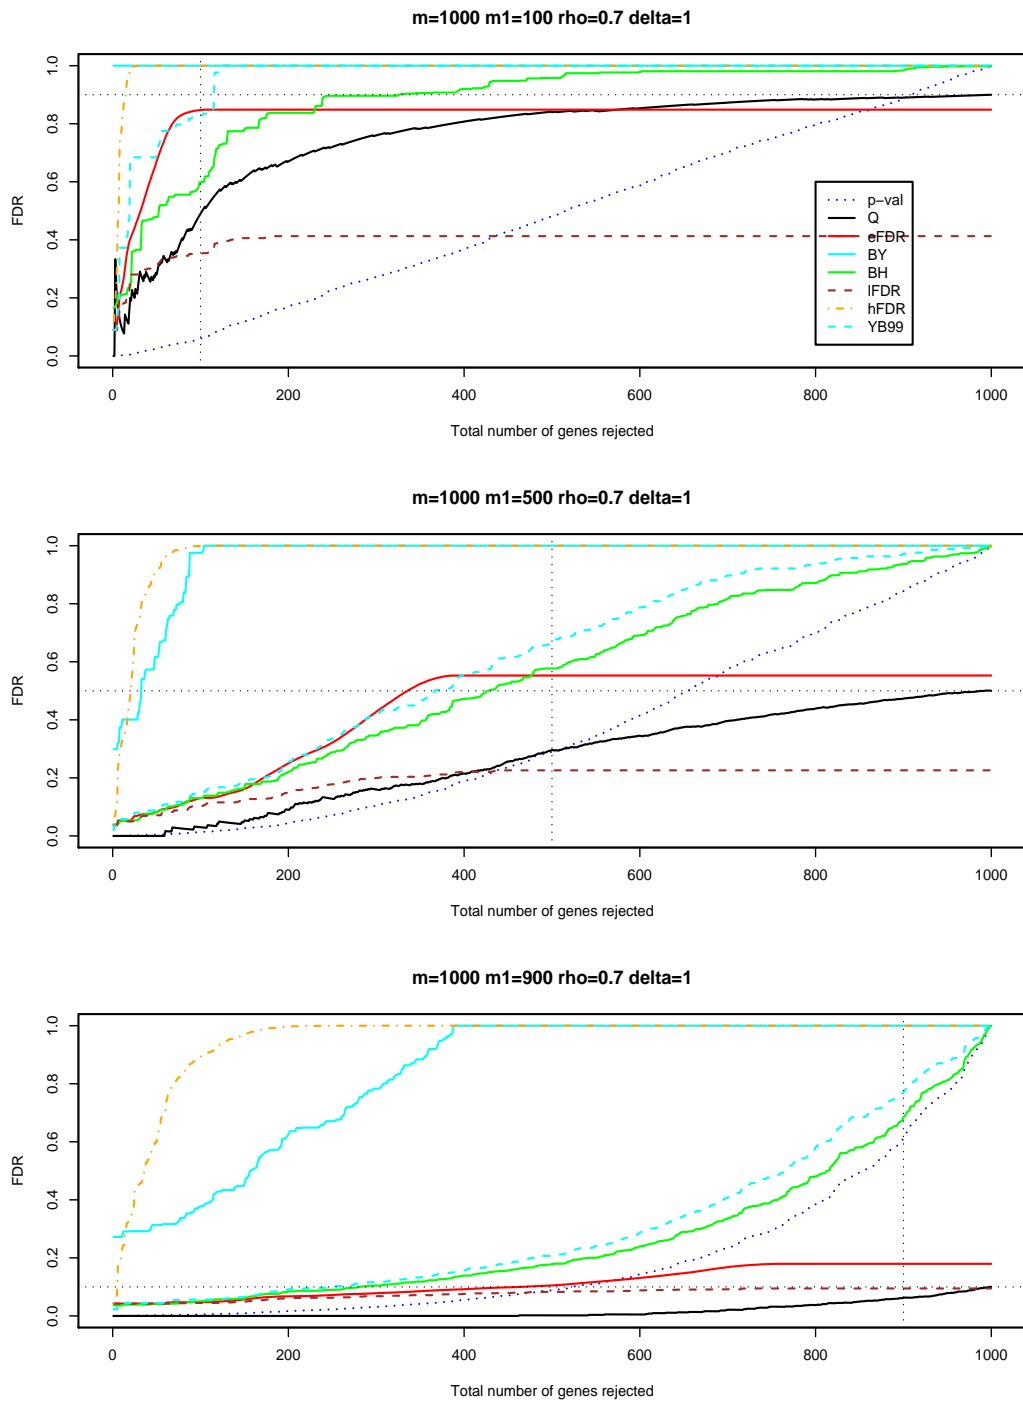 m=1000 m1=100 rho=0.7 delta=1
FDR
1.0
0.8
0.6
0.4
0.2
0.0
p−val
Q
eFDR
BY
BH
lFDR
hFDR
YB99
0 200 400 600 800 1000
Total number of genes rejected
m=1000 m1=500 rho=0.7 delta=1
FDR
1.0
0.8
0.6
0.4
0.2
0.0
0 200 400 600 800 1000
Total number of genes rejected
m=1000 m1=900 rho=0.7 delta=1
FDR
1.0
0.8
0.6
0.4
0.2
0.0
0 200 400 600 800 1000
Total number of genes rejected